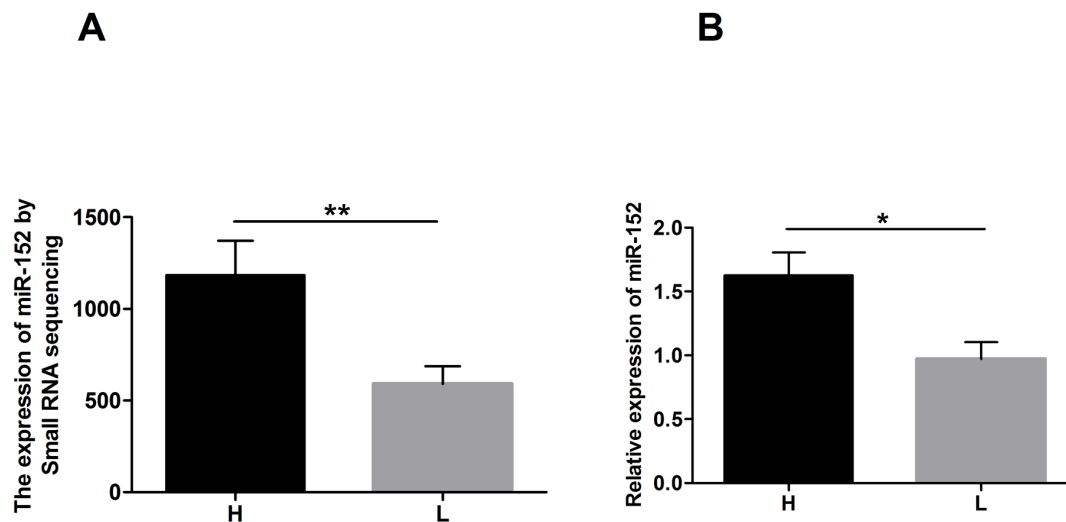 A
The expression of miR-152 by
Small RNA sequencing
1500
1000
500
0
**
H
L
B
Relative expression of miR-152
2.0
1.5
1.0
0.5
0.0
*
H
L